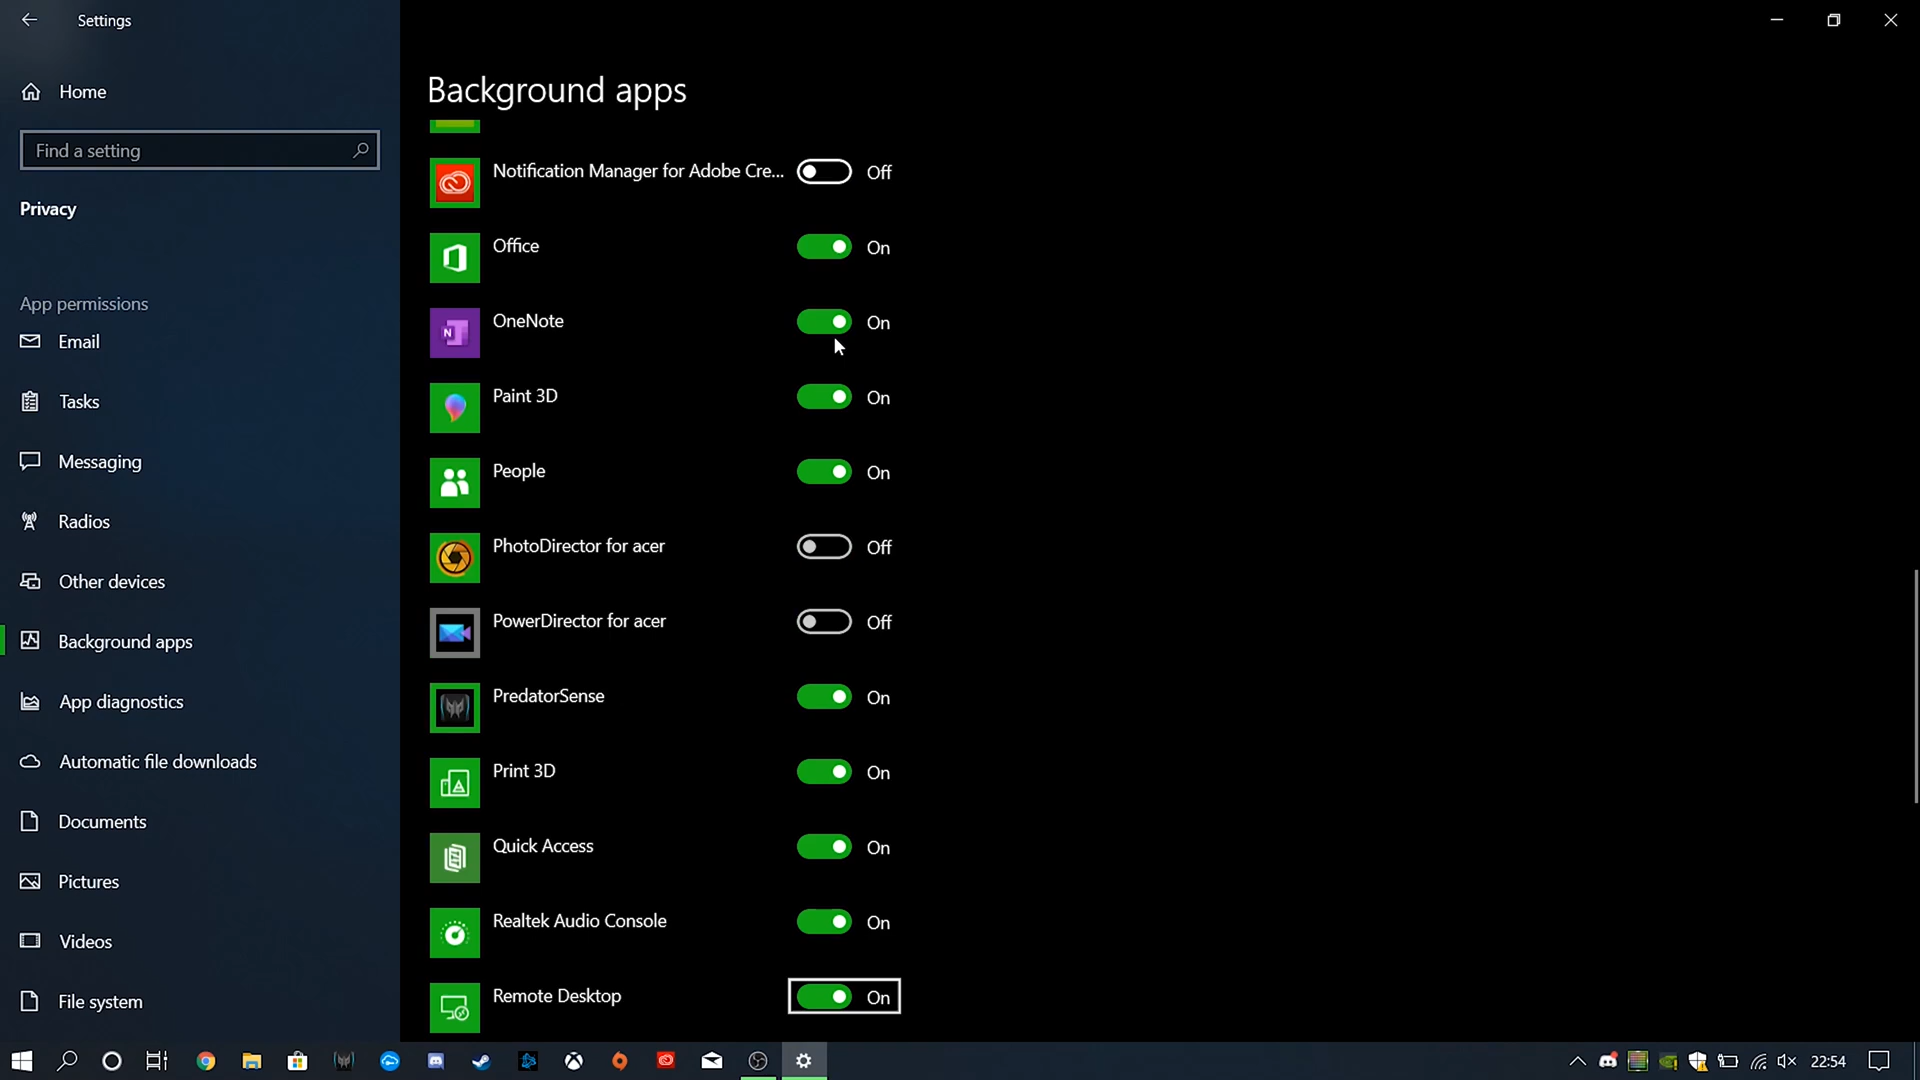 Settings
Home
Find a setting
Privacy
App permissions
Email
Tasks
Messaging
Radios
Other devices
Background apps
App diagnostics
Automatic file downloads
Documents
Pictures
Videos
File system
Background apps
Notification Manager for Adobe Cre... Off
Office On
OneNote On
Paint 3D On
People On
PhotoDirector for acer Off
PowerDirector for acer Off
PredatorSense On
Print 3D On
Quick Access On
Realtek Audio Console On
Remote Desktop On
22:54